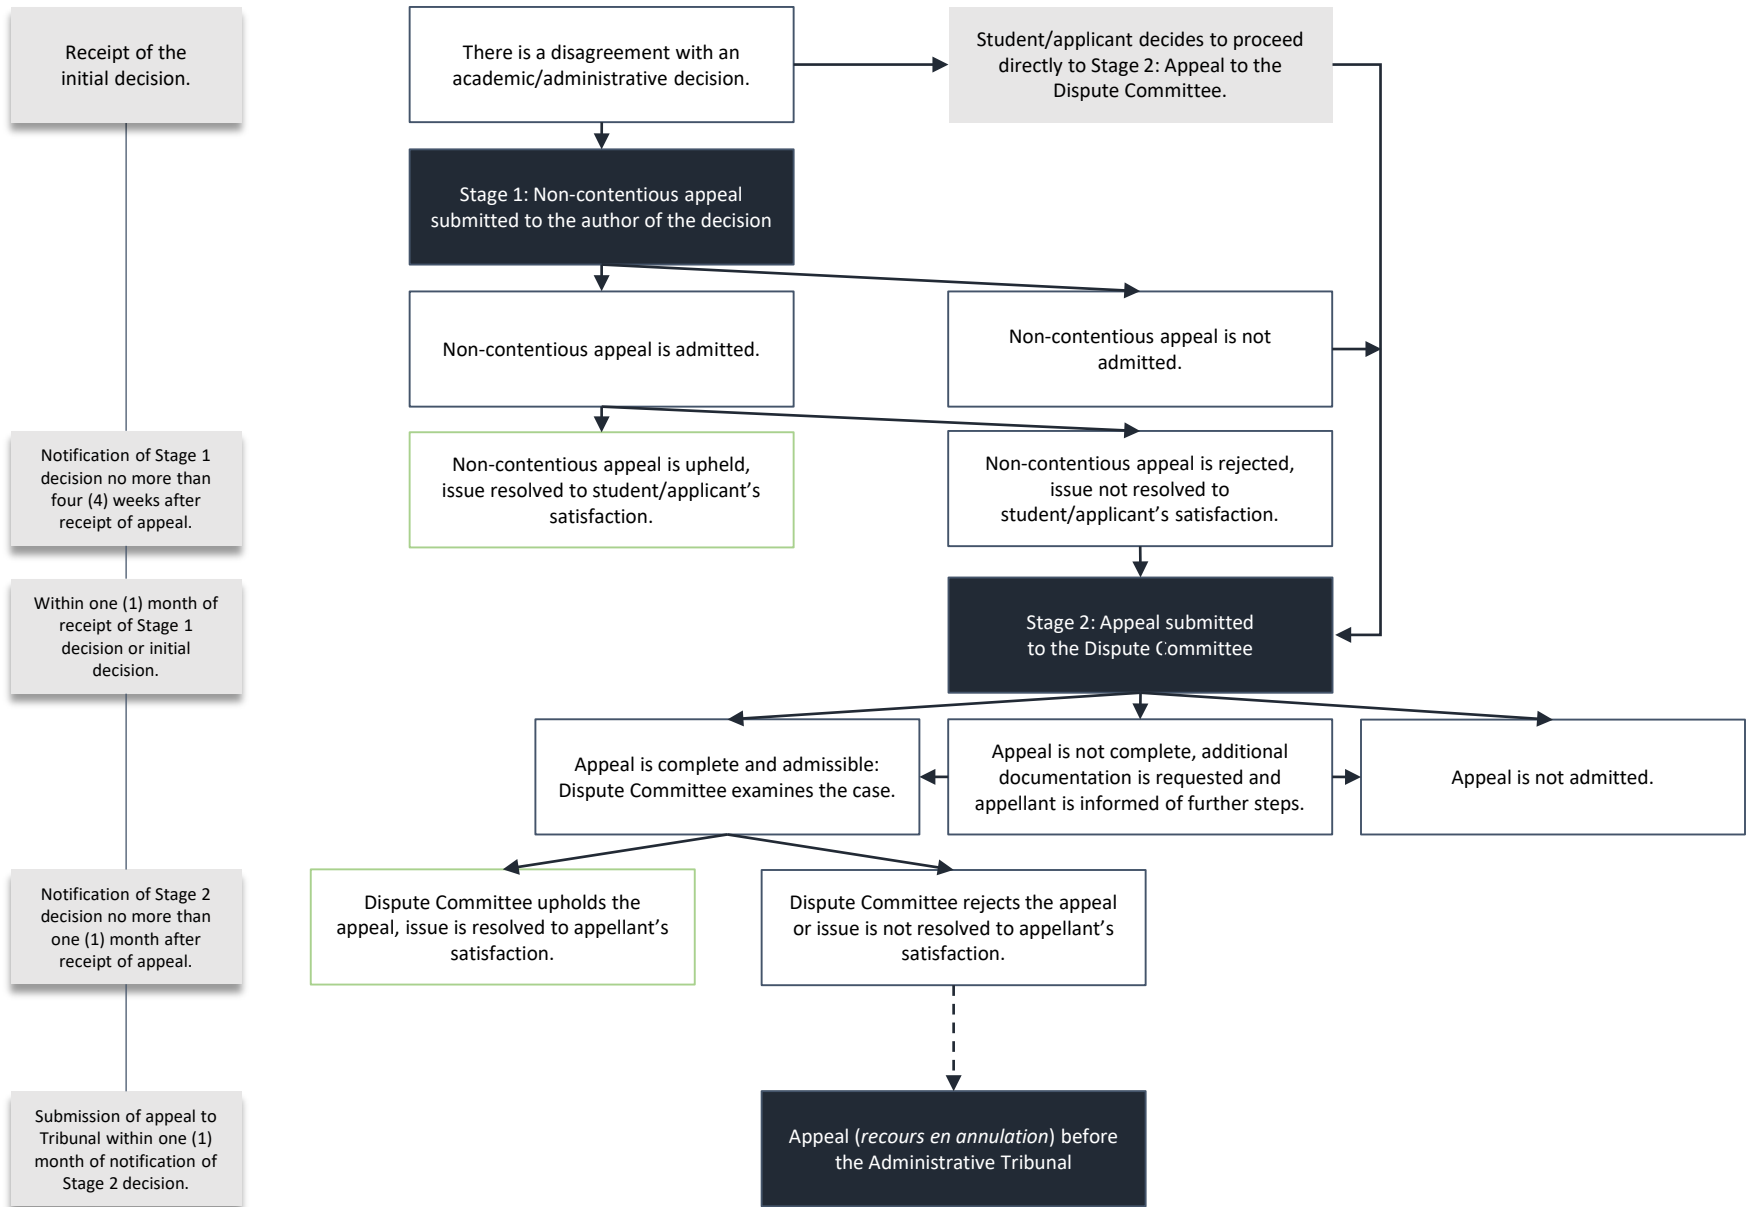 Receipt of the
initial decision.
There is a disagreement with an
academic/administrative decision.
Student/applicant decides to proceed
directly to Stage 2: Appeal to the
Dispute Committee.
Stage 1: Non-contentious appeal
submitted to the author of the decision
Non-contentious appeal is admitted.
Non-contentious appeal is not
admitted.
Notification of Stage 1
decision no more than
four (4) weeks after
receipt of appeal.
Non-contentious appeal is upheld,
issue resolved to student/applicant’s
satisfaction.
Non-contentious appeal is rejected,
issue not resolved to
student/applicant’s satisfaction.
Within one (1) month of
receipt of Stage 1
decision or initial
decision.
Stage 2: Appeal submitted
to the Dispute Committee
Appeal is complete and admissible:
Dispute Committee examines the case.
Appeal is not complete, additional
documentation is requested and
appellant is informed of further steps.
Appeal is not admitted.
Notification of Stage 2
decision no more than
one (1) month after
receipt of appeal.
Dispute Committee upholds the
appeal, issue is resolved to appellant’s
satisfaction.
Dispute Committee rejects the appeal
or issue is not resolved to appellant’s
satisfaction.
Submission of appeal to
Tribunal within one (1)
month of notification of
Stage 2 decision.
Appeal (recours en annulation) before
the Administrative Tribunal